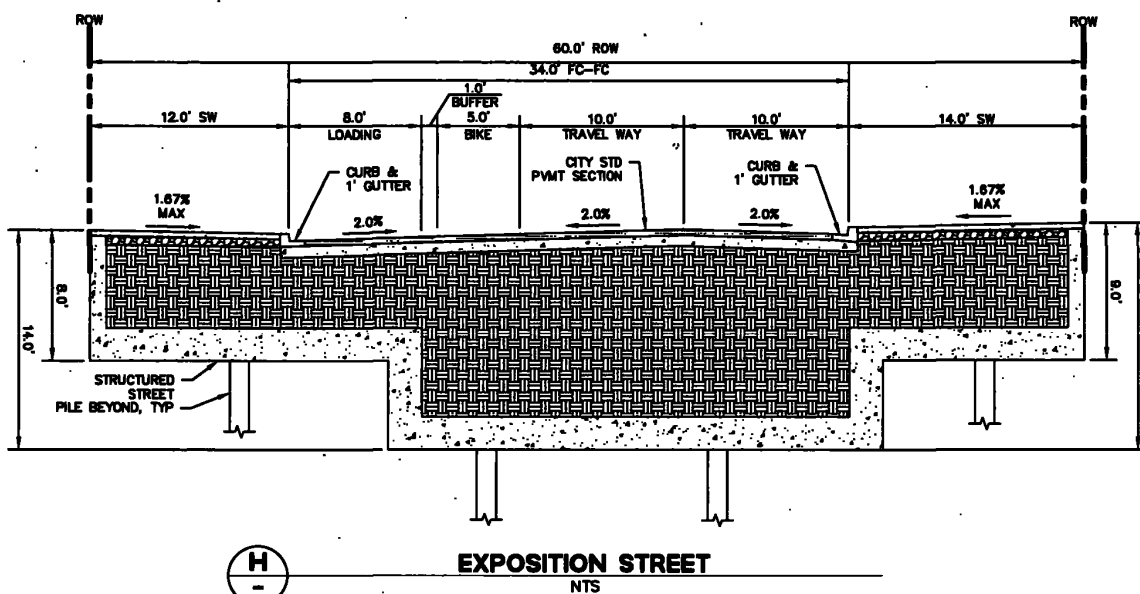 ROW
ROW
60.0' ROW
34.0' FC-FC
1.0'
BUFFER
12.0' SW
8.0'
LOADING
5.0'
BIKE
10.0'
TRAVEL WAY
10.0'
TRAVEL WAY
14.0' SW
CURB &
1' GUTTER
CITY STD
PVMT SECTION
CURB &
1' GUTTER
1.67%
MAX
2.0%
2.0%
2.0%
1.67%
MAX
8.0'
14.0'
9.0'
STRUCTURED
STREET
PILE BEYOND, TYP
H
-
EXPOSITION STREET
NTS